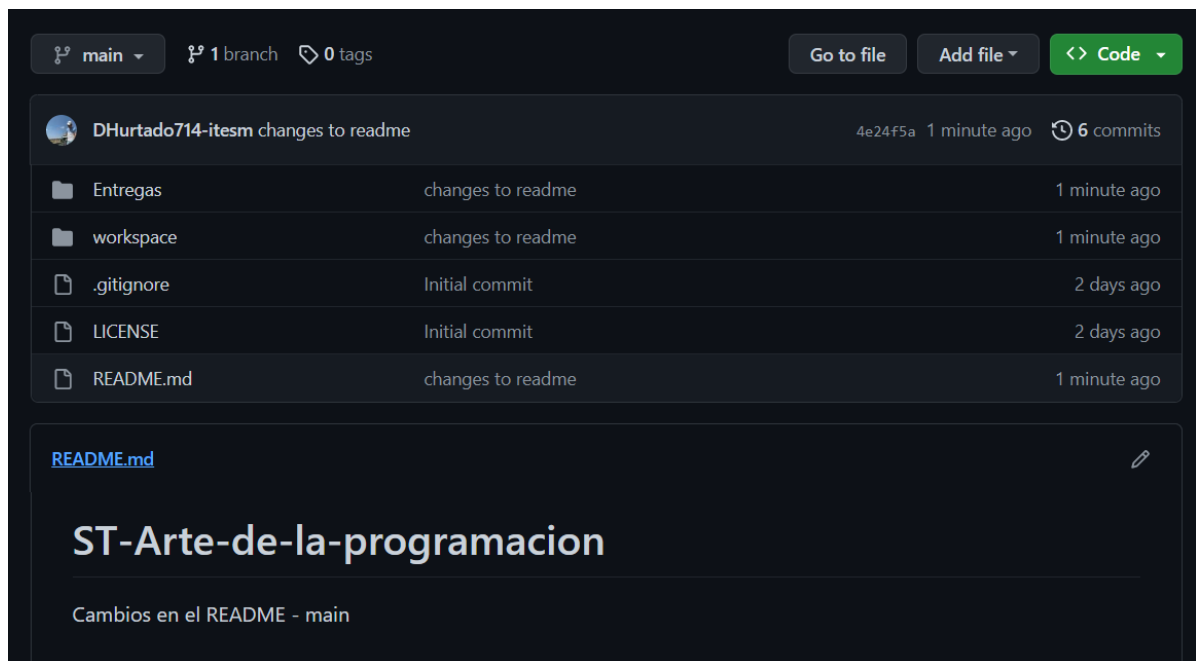 main 1 branch 0 tags Go to file Add file <> Code
DHurtado714-itesm changes to readme 4e24f5a 1 minute ago 6 commits
Entregas changes to readme 1 minute ago
workspace changes to readme 1 minute ago
.gitignore Initial commit 2 days ago
LICENSE Initial commit 2 days ago
README.md changes to readme 1 minute ago
README.md
ST-Arte-de-la-programacion
Cambios en el README - main